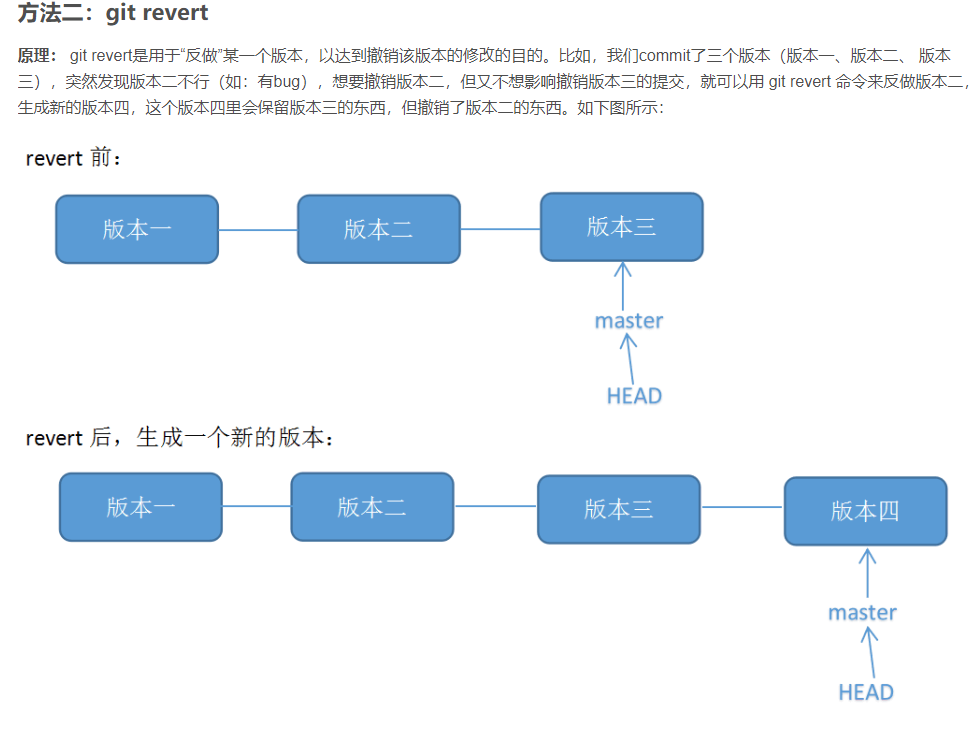 方法二：git revert
原理： git revert是用于“反做”某一个版本，以达到撤销该版本的修改的目的。比如，我们commit了三个版本（版本一、版本二、 版本
三），突然发现版本二不行（如：有bug），想要撤销版本二，但又不想影响撤销版本三的提交，就可以用 git revert 命令来反做版本二，
生成新的版本四，这个版本四里会保留版本三的东西，但撤销了版本二的东西。如下图所示：
revert 前：
版本一 版本二 版本三
master
HEAD
revert 后，生成一个新的版本：
版本一 版本二 版本三 版本四
master
HEAD